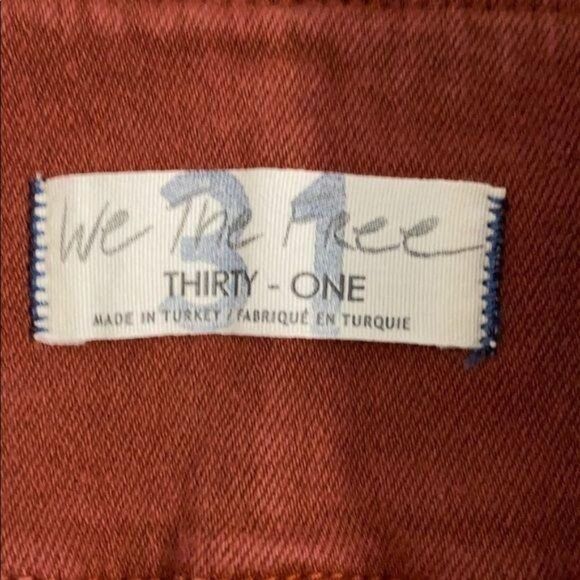 31
We The Free
THIRTY - ONE
MADE IN TURKEY / FABRIQUÉ EN TURQUIE